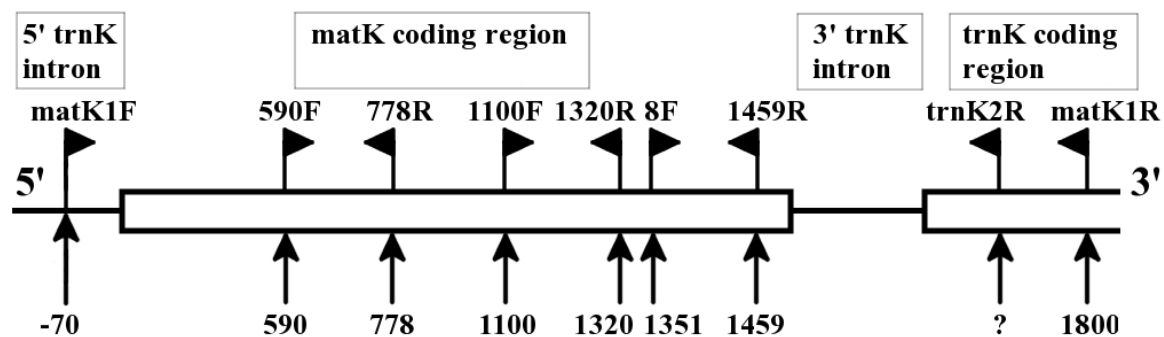 5' trnK
intron
matK coding region
3' trnK
intron
trnK coding
region
matK1F 590F 778R 1100F 1320R 8F 1459R trnK2R matK1R
5' 3'
-70 590 778 1100 1320 1351 1459 ? 1800